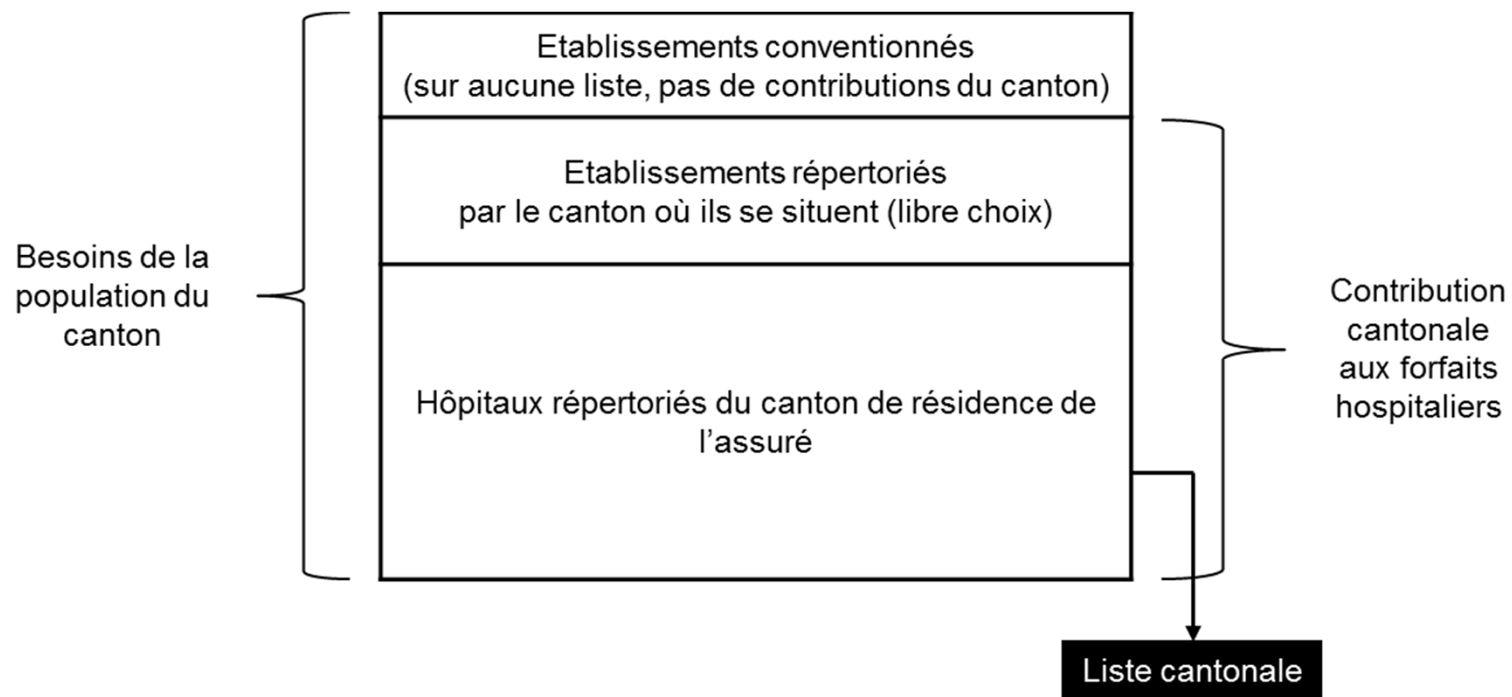 Etablissements conventionnés
(sur aucune liste, pas de contributions du canton)
Etablissements répertoriés
par le canton où ils se situent (libre choix)
Besoins de la
population du
canton
Hôpitaux répertoriés du canton de résidence de
l’assuré
Contribution
cantonale
aux forfaits
hospitaliers
Liste cantonale